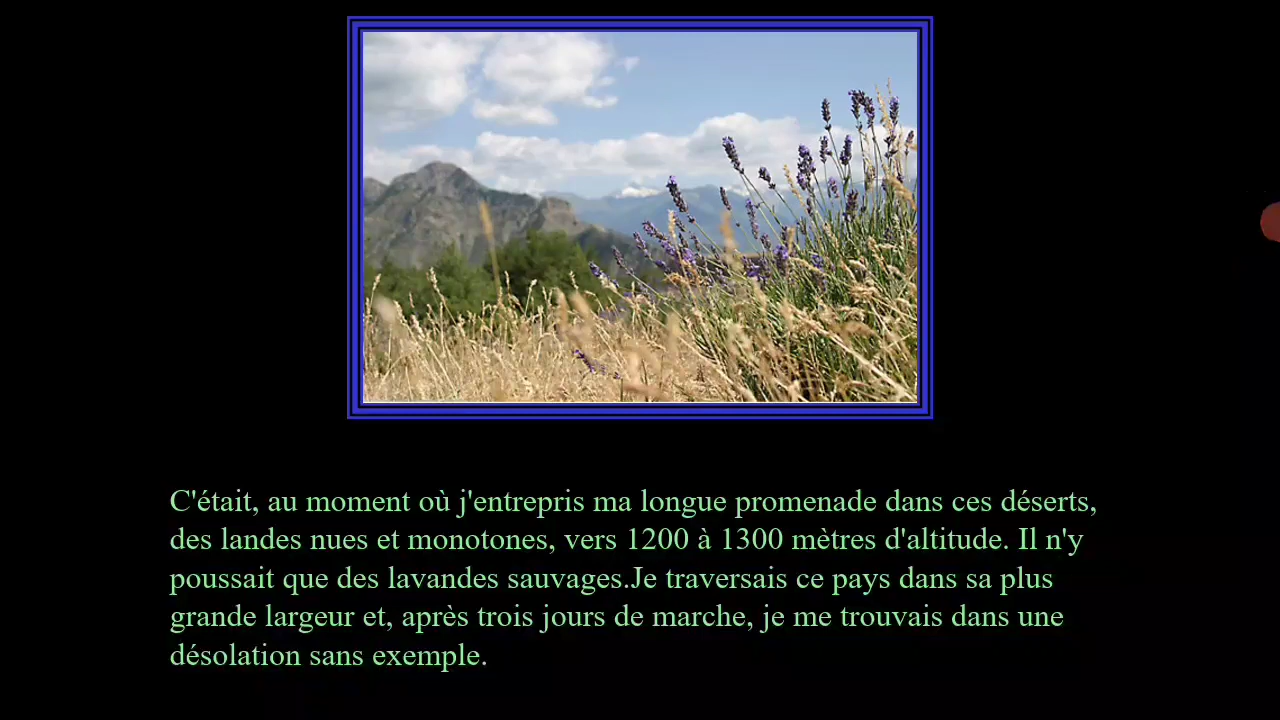 C'était, au moment où j'entrepris ma longue promenade dans ces déserts,
des landes nues et monotones, vers 1200 à 1300 mètres d'altitude. Il n'y
poussait que des lavandes sauvages.Je traversais ce pays dans sa plus
grande largeur et, après trois jours de marche, je me trouvais dans une
désolation sans exemple.